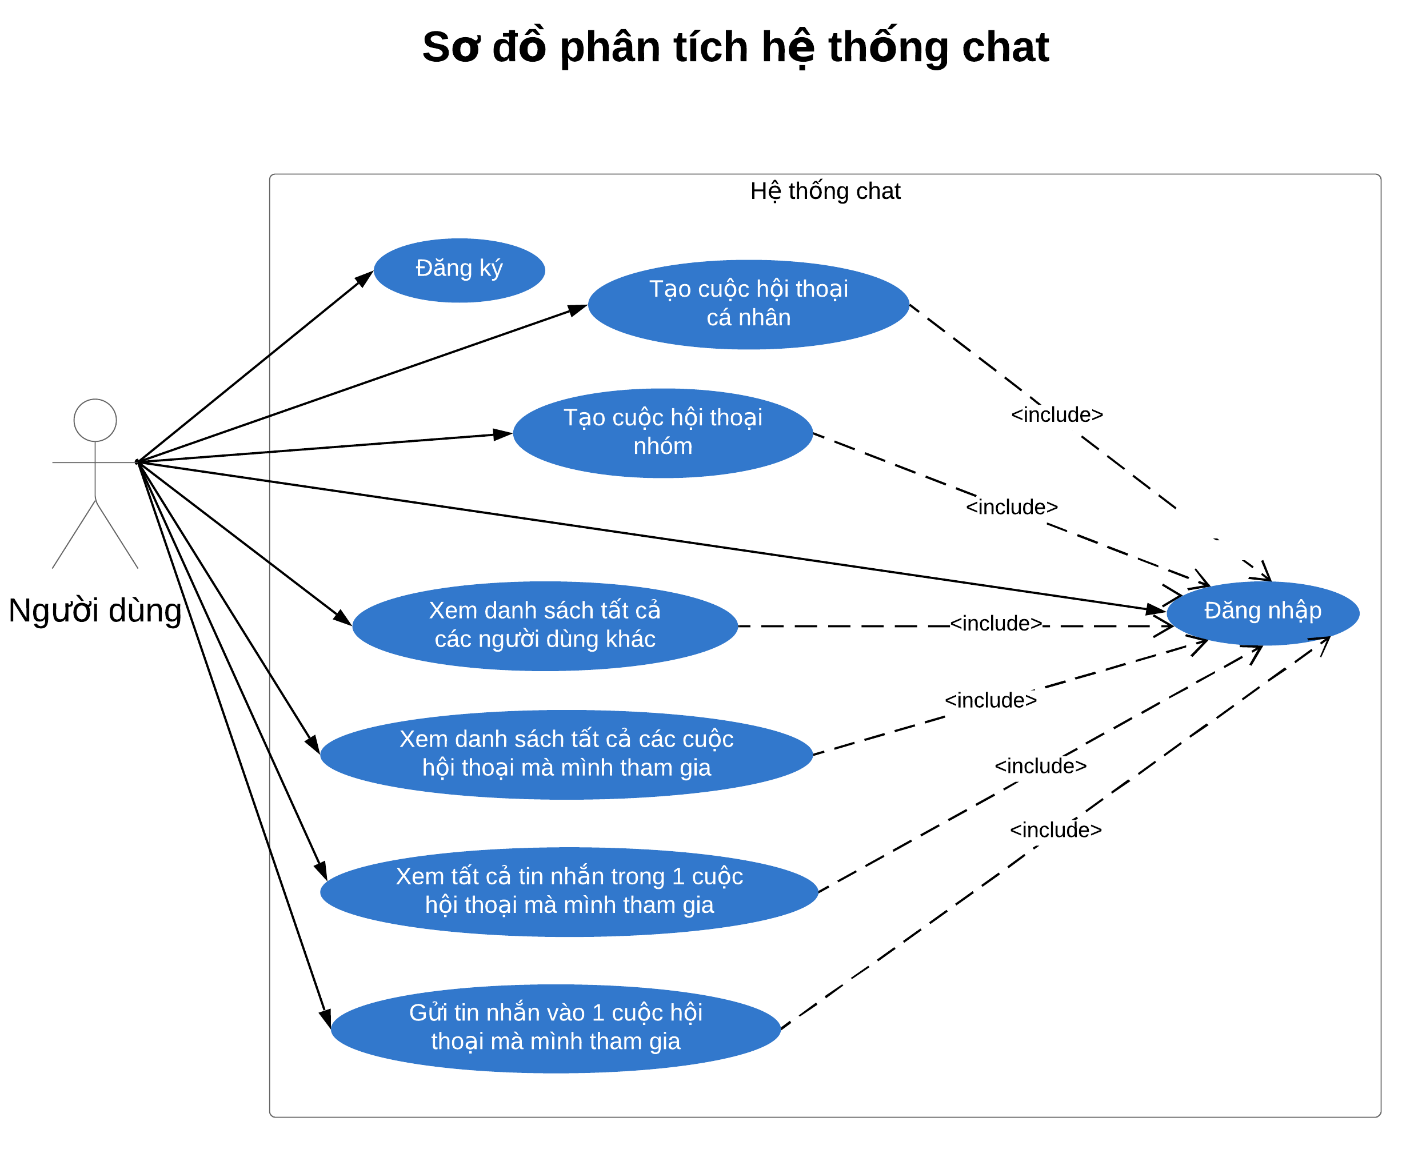 Sơ đồ phân tích hệ thống chat
Hệ thống chat
Đăng ký
Tạo cuộc hội thoại
cá nhân
<include>
Tạo cuộc hội thoại
nhóm
<include>
Người dùng
Xem danh sách tất cả
các người dùng khác
<include>
Đăng nhập
Xem danh sách tất cả các cuộc
hội thoại mà mình tham gia
<include>
<include>
Xem tất cả tin nhắn trong 1 cuộc
hội thoại mà mình tham gia
<include>
Gửi tin nhắn vào 1 cuộc hội
thoại mà mình tham gia